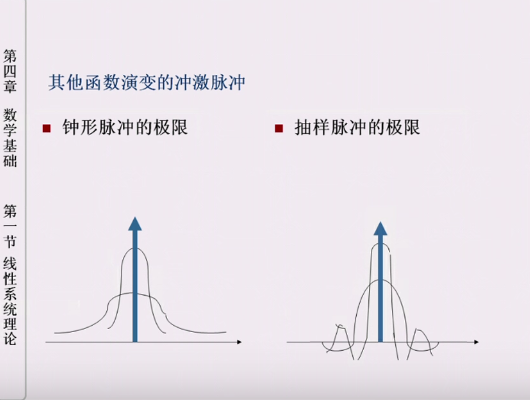 第四章 数学基础 第一节 线性系统理论
其他函数演变的冲激脉冲
钟形脉冲的极限
抽样脉冲的极限